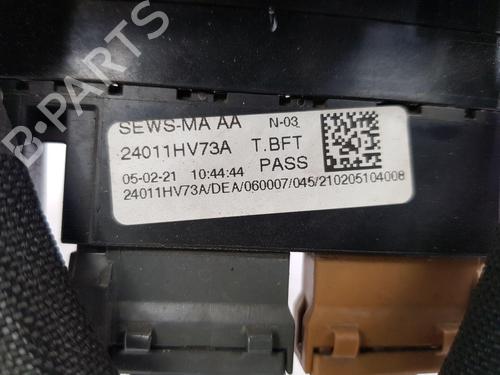 SEWS-MA AA N-03
24011HV73A T.BFT
PASS
05-02-21 10:44:44
24011HV73A/DEA/060007/045/210205104008
B-PARTS